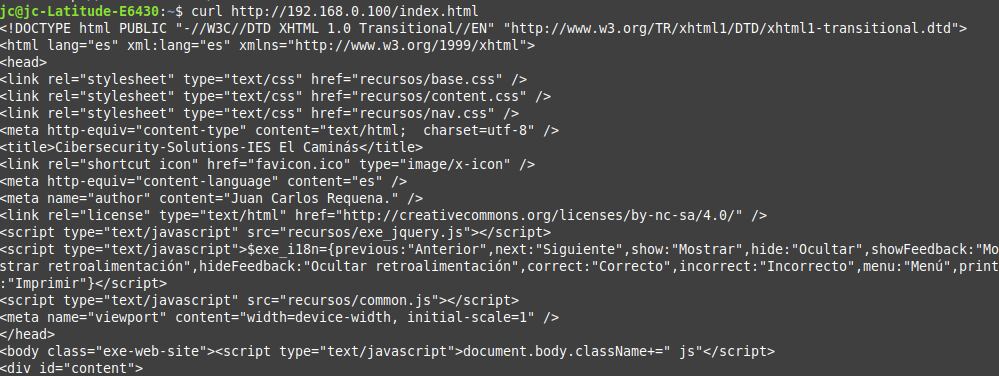 jc@jc-Latitude-E6430:~$ curl http://192.168.0.100/index.html
<!DOCTYPE html PUBLIC "-//W3C//DTD XHTML 1.0 Transitional//EN" "http://www.w3.org/TR/xhtml1/DTD/xhtml1-transitional.dtd">
<html lang="es" xml:lang="es" xmlns="http://www.w3.org/1999/xhtml">
<head>
<link rel="stylesheet" type="text/css" href="recursos/base.css" />
<link rel="stylesheet" type="text/css" href="recursos/content.css" />
<link rel="stylesheet" type="text/css" href="recursos/nav.css" />
<meta http-equiv="content-type" content="text/html;  charset=utf-8" />
<title>Cibersecurity-Solutions-IES El Caminás</title>
<link rel="shortcut icon" href="favicon.ico" type="image/x-icon" />
<meta http-equiv="content-language" content="es" />
<meta name="author" content="Juan Carlos Requena." />
<link rel="license" type="text/html" href="http://creativecommons.org/licenses/by-nc-sa/4.0/" />
<script type="text/javascript" src="recursos/exe_jquery.js"></script>
<script type="text/javascript">$exe_i18n={previous:"Anterior",next:"Siguiente",show:"Mostrar",hide:"Ocultar",showFeedback:"Mo
strar retroalimentación",hideFeedback:"Ocultar retroalimentación",correct:"Correcto",incorrect:"Incorrecto",menu:"Menú",print
:"Imprimir"}</script>
<script type="text/javascript" src="recursos/common.js"></script>
<meta name="viewport" content="width=device-width, initial-scale=1" />
</head>
<body class="exe-web-site"><script type="text/javascript">document.body.className+=" js"</script>
<div id="content">